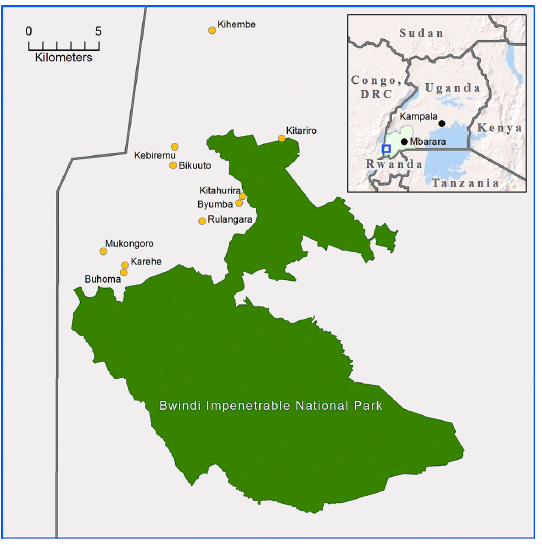 Kihembe
0 5
Kilometers
Sudan
Congo,
DRC
Uganda
Kampala
Kenya
Mbarara
Rwanda
Tanzania
Kitariro
Kebiremu
Bikuuto
Kitahurira
Byumba
Rulangara
Mukongoro
Karehe
Buhoma
Bwindi Impenetrable National Park